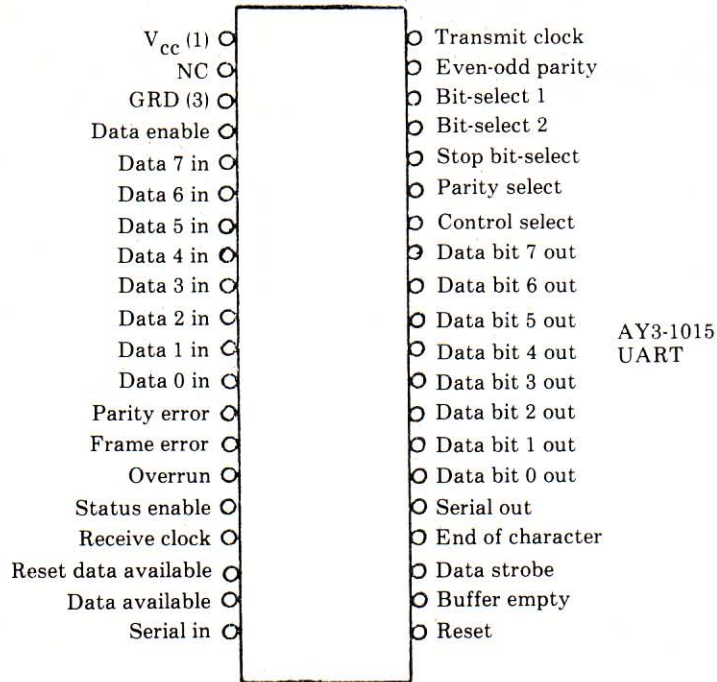 V_cc (1)
NC
GRD (3)
Data enable
Data 7 in
Data 6 in
Data 5 in
Data 4 in
Data 3 in
Data 2 in
Data 1 in
Data 0 in
Parity error
Frame error
Overrun
Status enable
Receive clock
Reset data available
Data available
Serial in
Transmit clock
Even-odd parity
Bit-select 1
Bit-select 2
Stop bit-select
Parity select
Control select
Data bit 7 out
Data bit 6 out
Data bit 5 out
Data bit 4 out
Data bit 3 out
Data bit 2 out
Data bit 1 out
Data bit 0 out
Serial out
End of character
Data strobe
Buffer empty
Reset
AY3-1015
UART